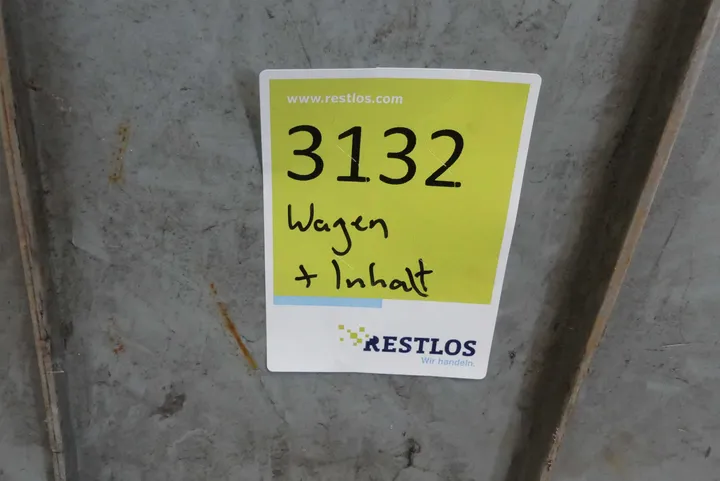 www.restlos.com
3132
Wagen
+ Inhalt
RESTLOS
Wir handeln.